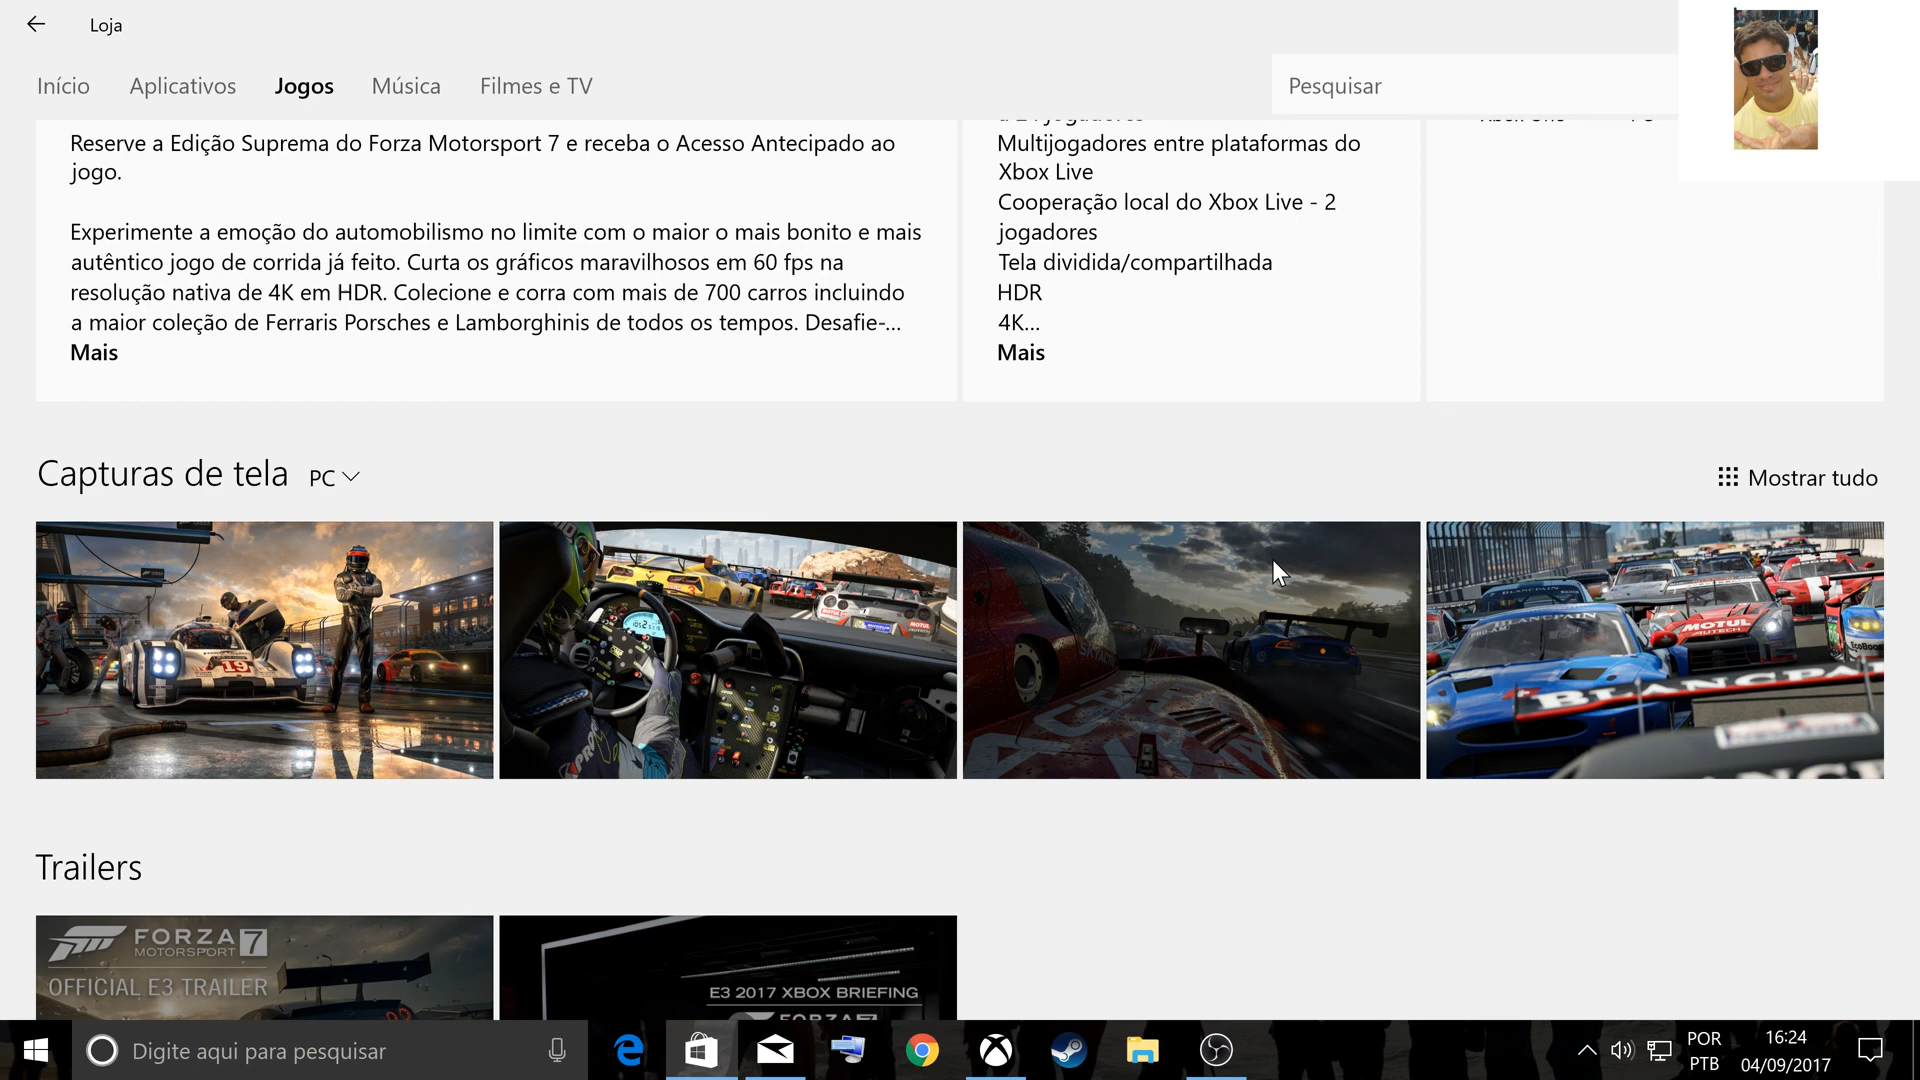 Loja
Início Aplicativos Jogos Música Filmes e TV
Pesquisar
Reserve a Edição Suprema do Forza Motorsport 7 e receba o Acesso Antecipado ao
jogo.
Experimente a emoção do automobilismo no limite com o maior o mais bonito e mais
autêntico jogo de corrida já feito. Curta os gráficos maravilhosos em 60 fps na
resolução nativa de 4K em HDR. Colecione e corra com mais de 700 carros incluindo
a maior coleção de Ferraris Porsches e Lamborghinis de todos os tempos. Desafie-...
Mais
Multijogadores entre plataformas do
Xbox Live
Cooperação local do Xbox Live - 2
jogadores
Tela dividida/compartilhada
HDR
4K...
Mais
Capturas de tela PC
Mostrar tudo
19
BLANCPAIN
MOTUL
BLANCPA
Trailers
FORZA 7
MOTORSPORT
OFFICIAL E3 TRAILER
E3 2017 XBOX BRIEFING
Digite aqui para pesquisar
POR
PTB
16:24
04/09/2017